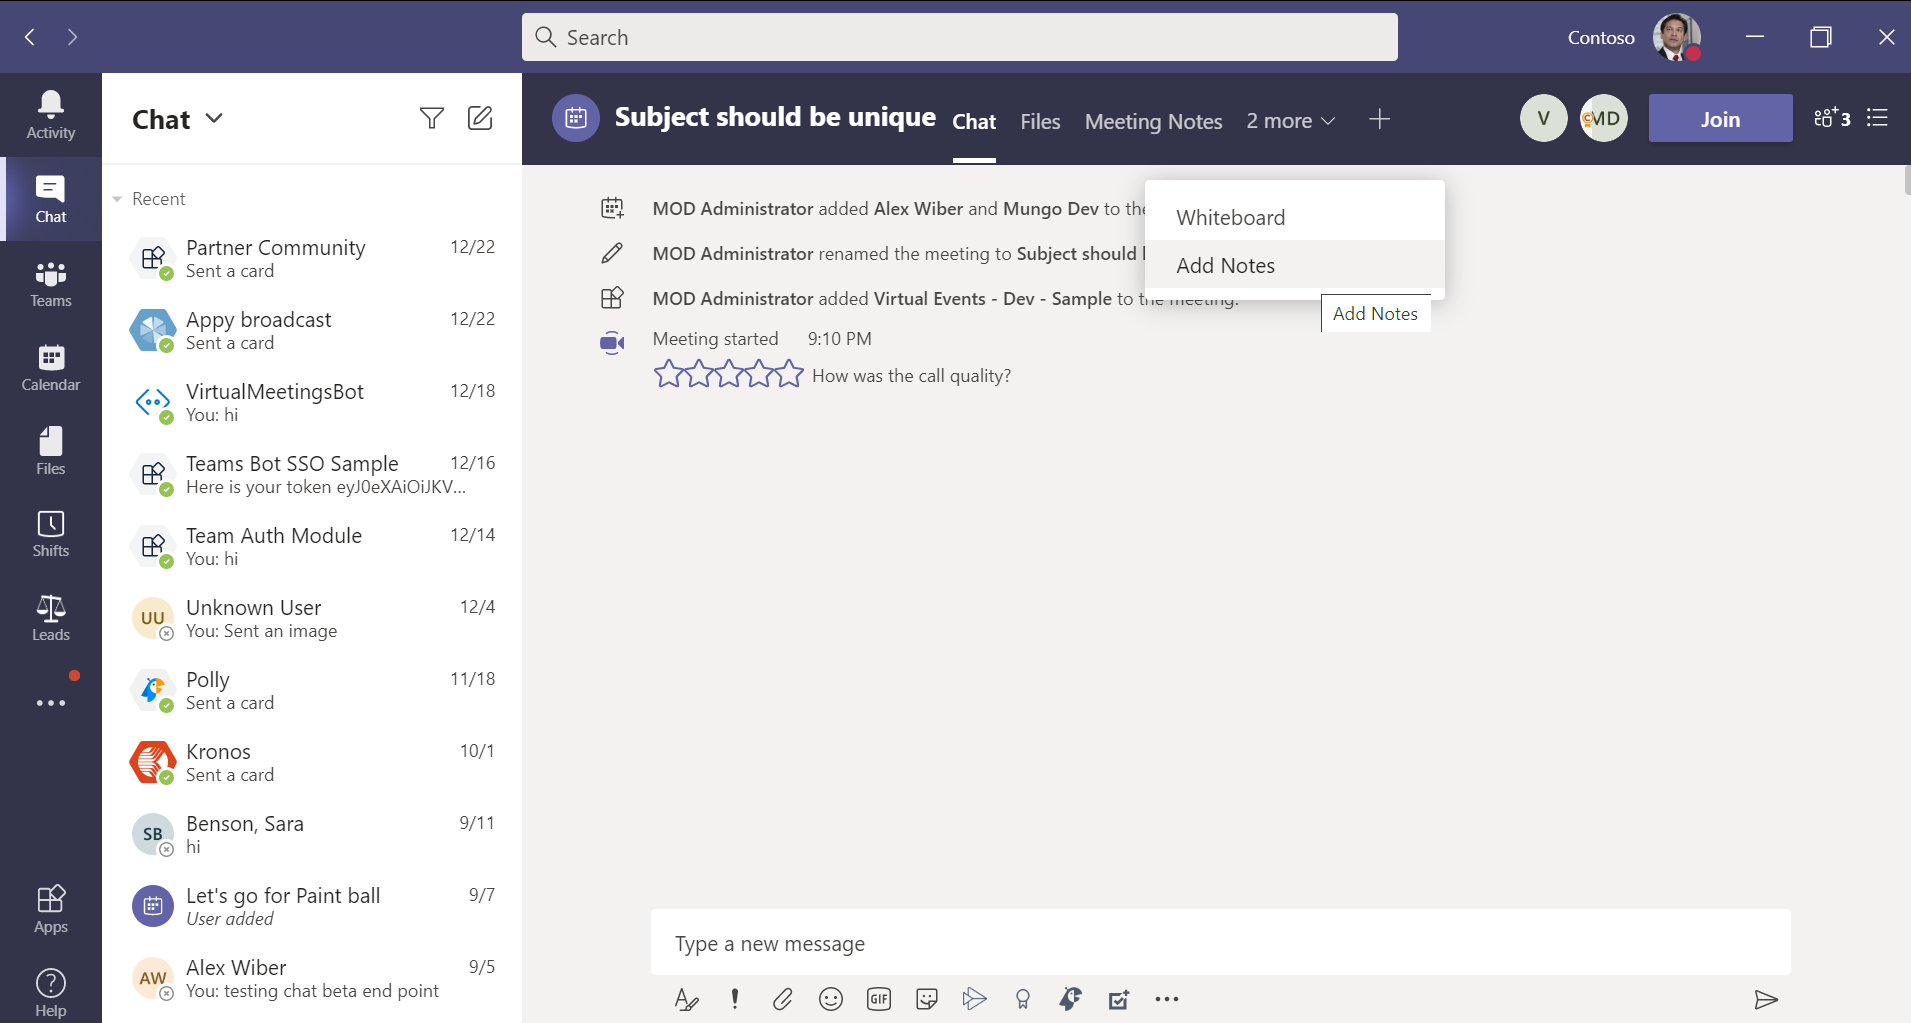 Search
Contoso
Activity
Chat
Teams
Calendar
Files
Shifts
Leads
Apps
Help
Chat
Recent
Partner Community 12/22
Sent a card
Appy broadcast 12/22
Sent a card
VirtualMeetingsBot 12/18
You: hi
Teams Bot SSO Sample 12/16
Here is your token eyJ0eXAiOiJKV...
Team Auth Module 12/14
You: hi
UU
Unknown User 12/4
You: Sent an image
Polly 11/18
Sent a card
Kronos 10/1
Sent a card
SB
Benson, Sara 9/11
hi
Let's go for Paint ball 9/7
User added
AW
Alex Wiber 9/5
You: testing chat beta end point
Subject should be unique Chat Files Meeting Notes 2 more
V MD Join 3
MOD Administrator added Alex Wiber and Mungo Dev to the
MOD Administrator renamed the meeting to Subject should
MOD Administrator added Virtual Events - Dev - Sample to the meeting.
Whiteboard
Add Notes
Add Notes
Meeting started 9:10 PM
How was the call quality?
Type a new message
GIF